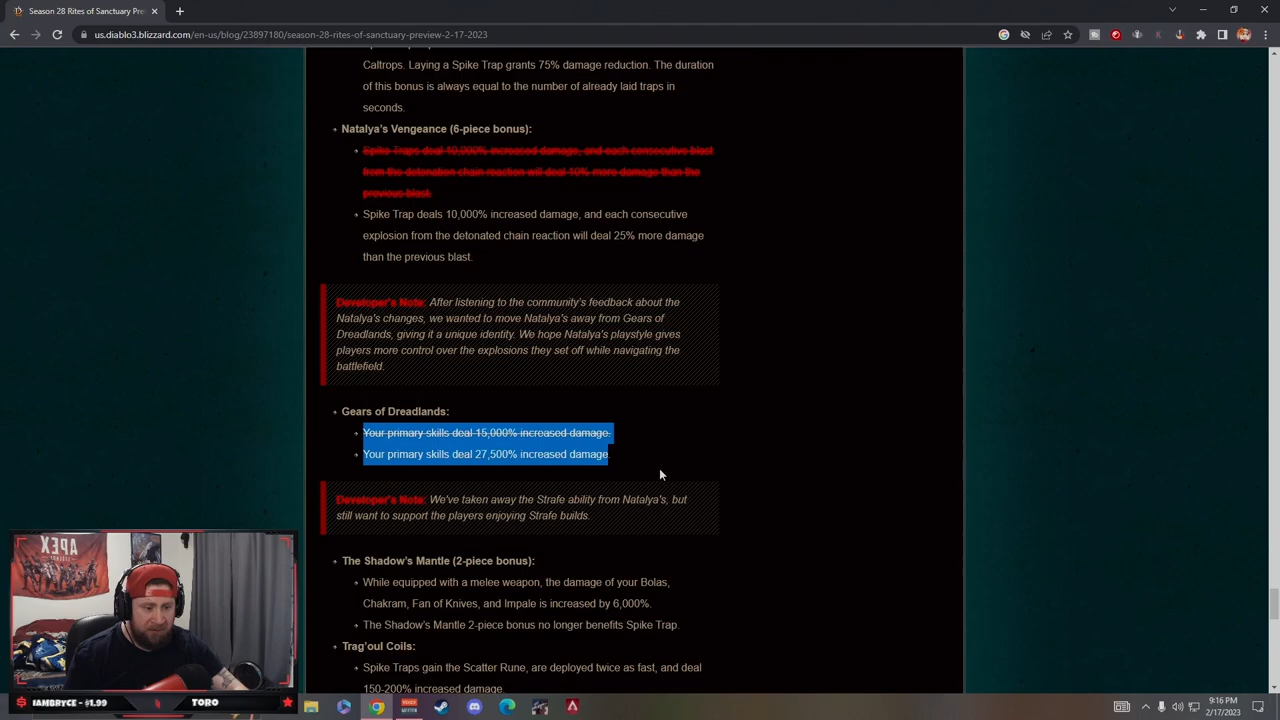 Season 28 Rites of Sanctuary Prev
us.diablo3.blizzard.com/en-us/blog/23897180/season-28-rites-of-sanctuary-preview-2-17-2023
Caltrops. Laying a Spike Trap grants 75% damage reduction. The duration
of this bonus is always equal to the number of already laid traps in
seconds.
Natalya's Vengeance (6-piece bonus):
Spike Traps deal 10,000% increased damage, and each consecutive blast
from the detonation chain reaction will deal 10% more damage than the
previous blast.
Spike Trap deals 10,000% increased damage, and each consecutive
explosion from the detonated chain reaction will deal 25% more damage
than the previous blast.
Developer's Note: After listening to the community's feedback about the
Natalya's changes, we wanted to move Natalya's away from Gears of
Dreadlands, giving it a unique identity. We hope Natalya's playstyle gives
players more control over the explosions they set off while navigating the
battlefield.
Gears of Dreadlands:
Your primary skills deal 15,000% increased damage.
Your primary skills deal 27,500% increased damage.
Developer's Note: We've taken away the Strafe ability from Natalya's, but
still want to support the players enjoying Strafe builds.
The Shadow's Mantle (2-piece bonus):
While equipped with a melee weapon, the damage of your Bolas,
Chakram, Fan of Knives, and Impale is increased by 6,000%.
The Shadow's Mantle 2-piece bonus no longer benefits Spike Trap.
Trag'oul Coils:
Spike Traps gain the Scatter Rune, are deployed twice as fast, and deal
150-200% increased damage.
APEX
IAMBRYCE - $1.99
TORO
9:16 PM
2/17/2023